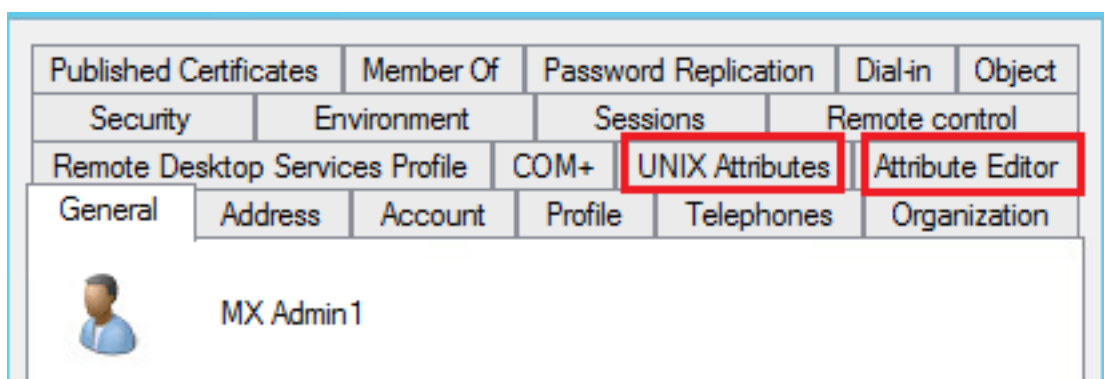 Published Certificates Member Of Password Replication Dial-in Object
Security Environment Sessions Remote control
Remote Desktop Services Profile COM+ UNIX Attributes Attribute Editor
General Address Account Profile Telephones Organization
MX Admin1